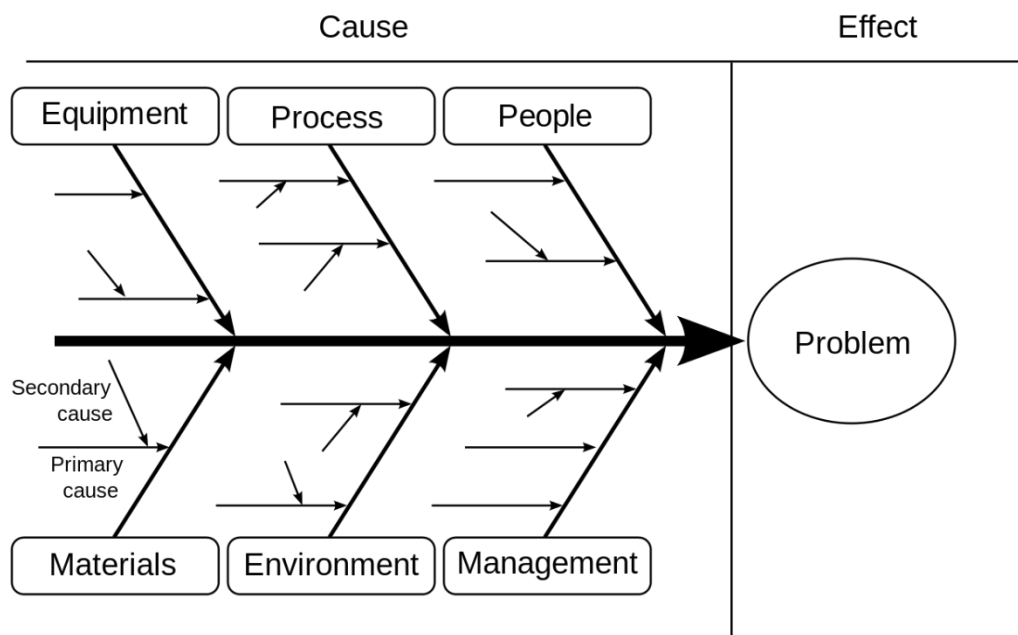 Cause
Effect
Equipment
Process
People
Problem
Secondary
cause
Primary
cause
Materials
Environment
Management